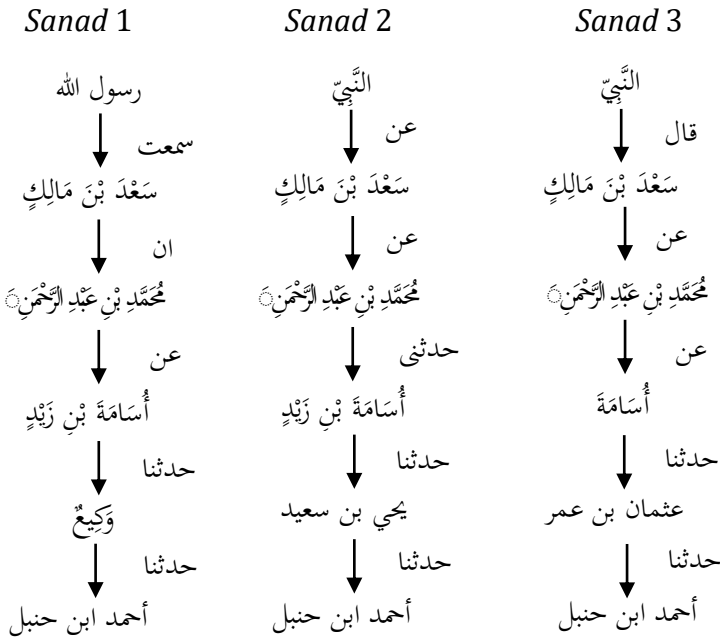 Sanad 1
رسول الله
سمعت
سَعْدَ بْنَ مَالِكٍ
ان
مُحَمَّدِ بْنِ عَبْدِ الرَّحْمَنِ◌َ
عن
أُسَامَةَ بْنِ زَيْدٍ
حدثنا
وَكِيعٌ
حدثنا
أحمد ابن حنبل
Sanad 2
النَّبِيّ
عن
سَعْدَ بْنَ مَالِكٍ
عن
مُحَمَّدِ بْنِ عَبْدِ الرَّحْمَنِ◌َ
حدثنى
أُسَامَةَ بْنِ زَيْدٍ
حدثنا
يحي بن سعيد
حدثنا
أحمد ابن حنبل
Sanad 3
النَّبِيّ
قال
سَعْدَ بْنَ مَالِكٍ
عن
مُحَمَّدِ بْنِ عَبْدِ الرَّحْمَنِ◌َ
عن
أُسَامَةَ
حدثنا
عثمان بن عمر
حدثنا
أحمد ابن حنبل